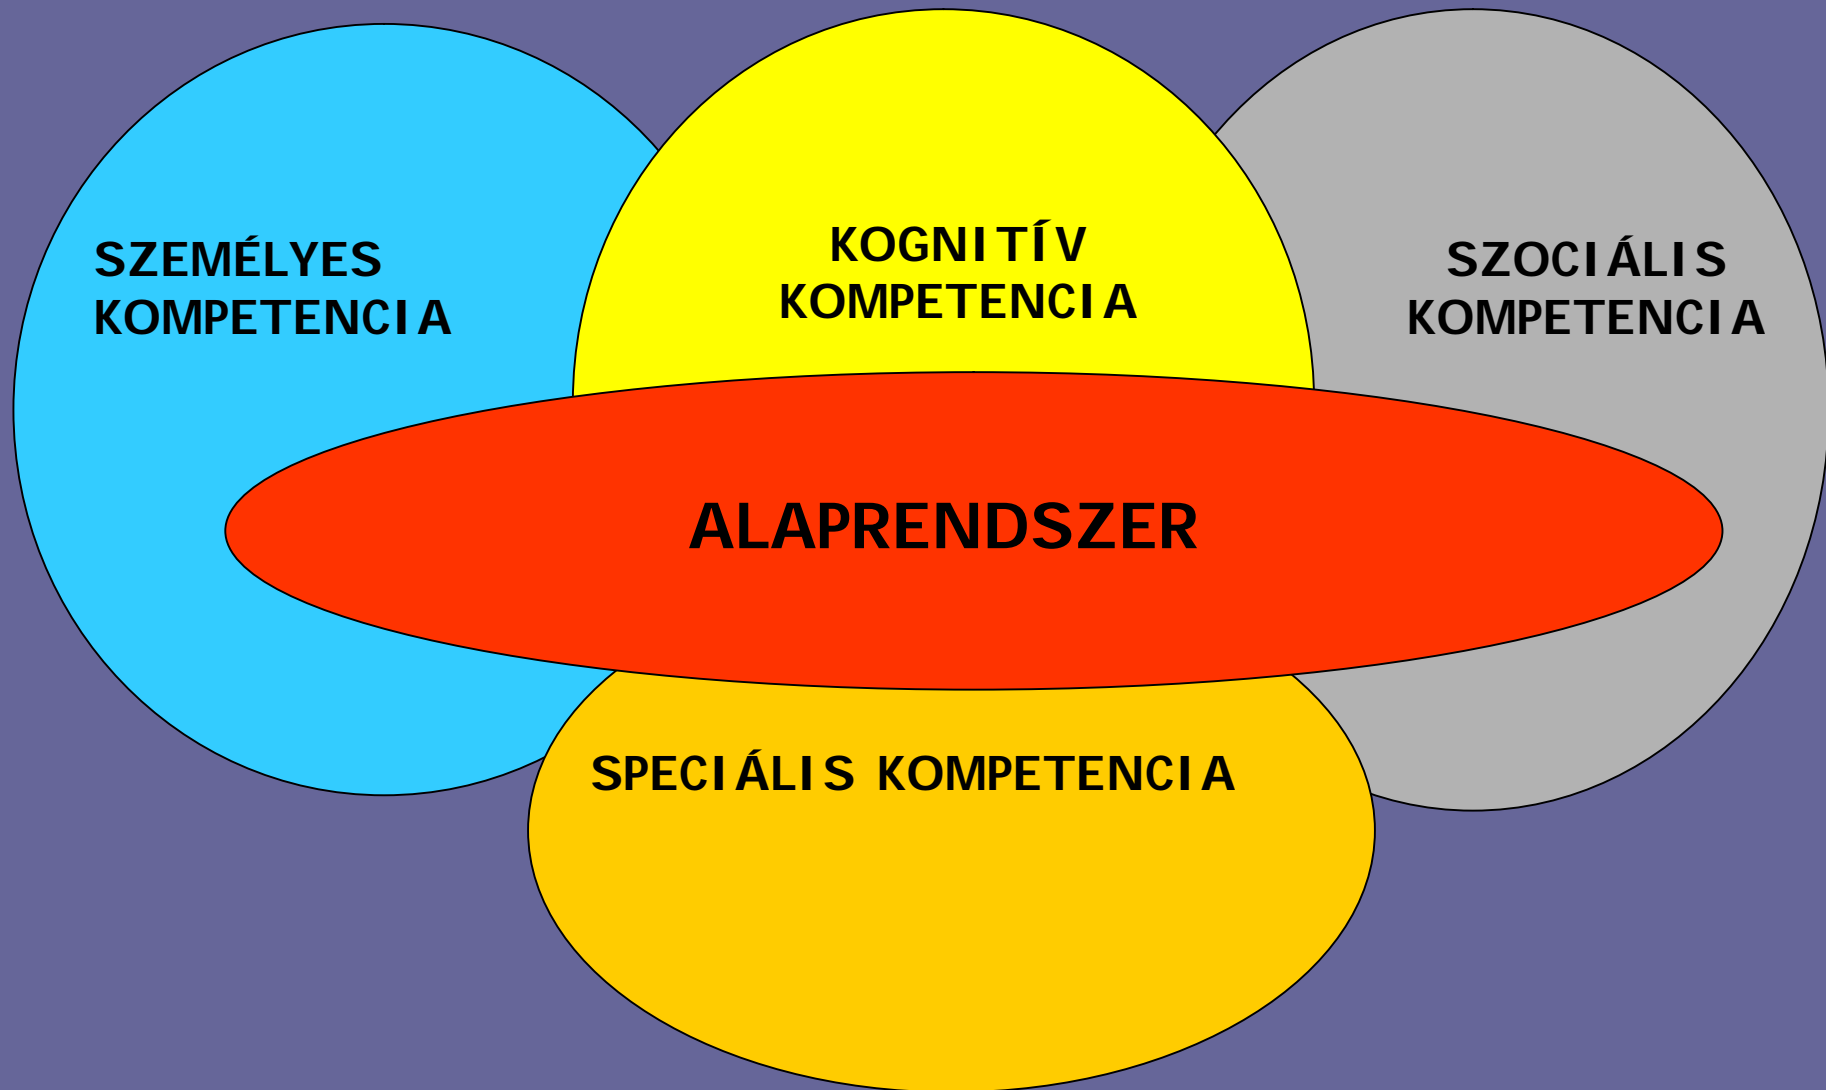 SZEMÉLYES
KOMPETENCIA
KOGNITÍV
KOMPETENCIA
SZOCIÁLIS
KOMPETENCIA
ALAPRENDSZER
SPECIÁLIS KOMPETENCIA